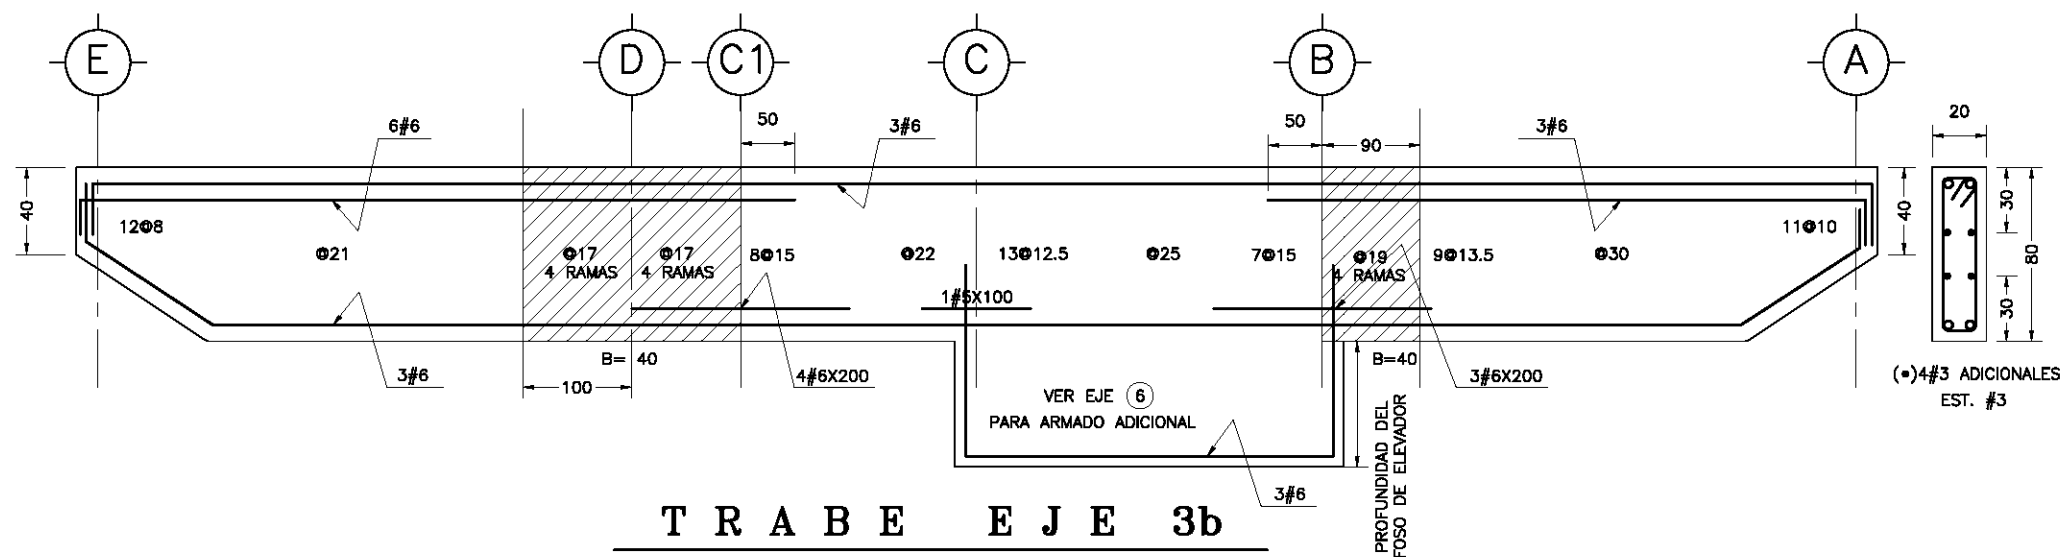 E
D
C1
C
B
A
6#6
50
3#6
50
90
3#6
20
40
12@8
@21
@17
4 RAMAS
@17
4 RAMAS
8@15
@22
13@12.5
@25
7@15
@19
4 RAMAS
9@13.5
@30
11@10
40
30
80
30
1#5X100
B= 40
B=40
100
3#6
4#6X200
3#6X200
(•)4#3 ADICIONALES
EST. #3
VER EJE 6
PARA ARMADO ADICIONAL
3#6
PROFUNDIDAD DEL
FOSO DE ELEVADOR
TRABE EJE 3b